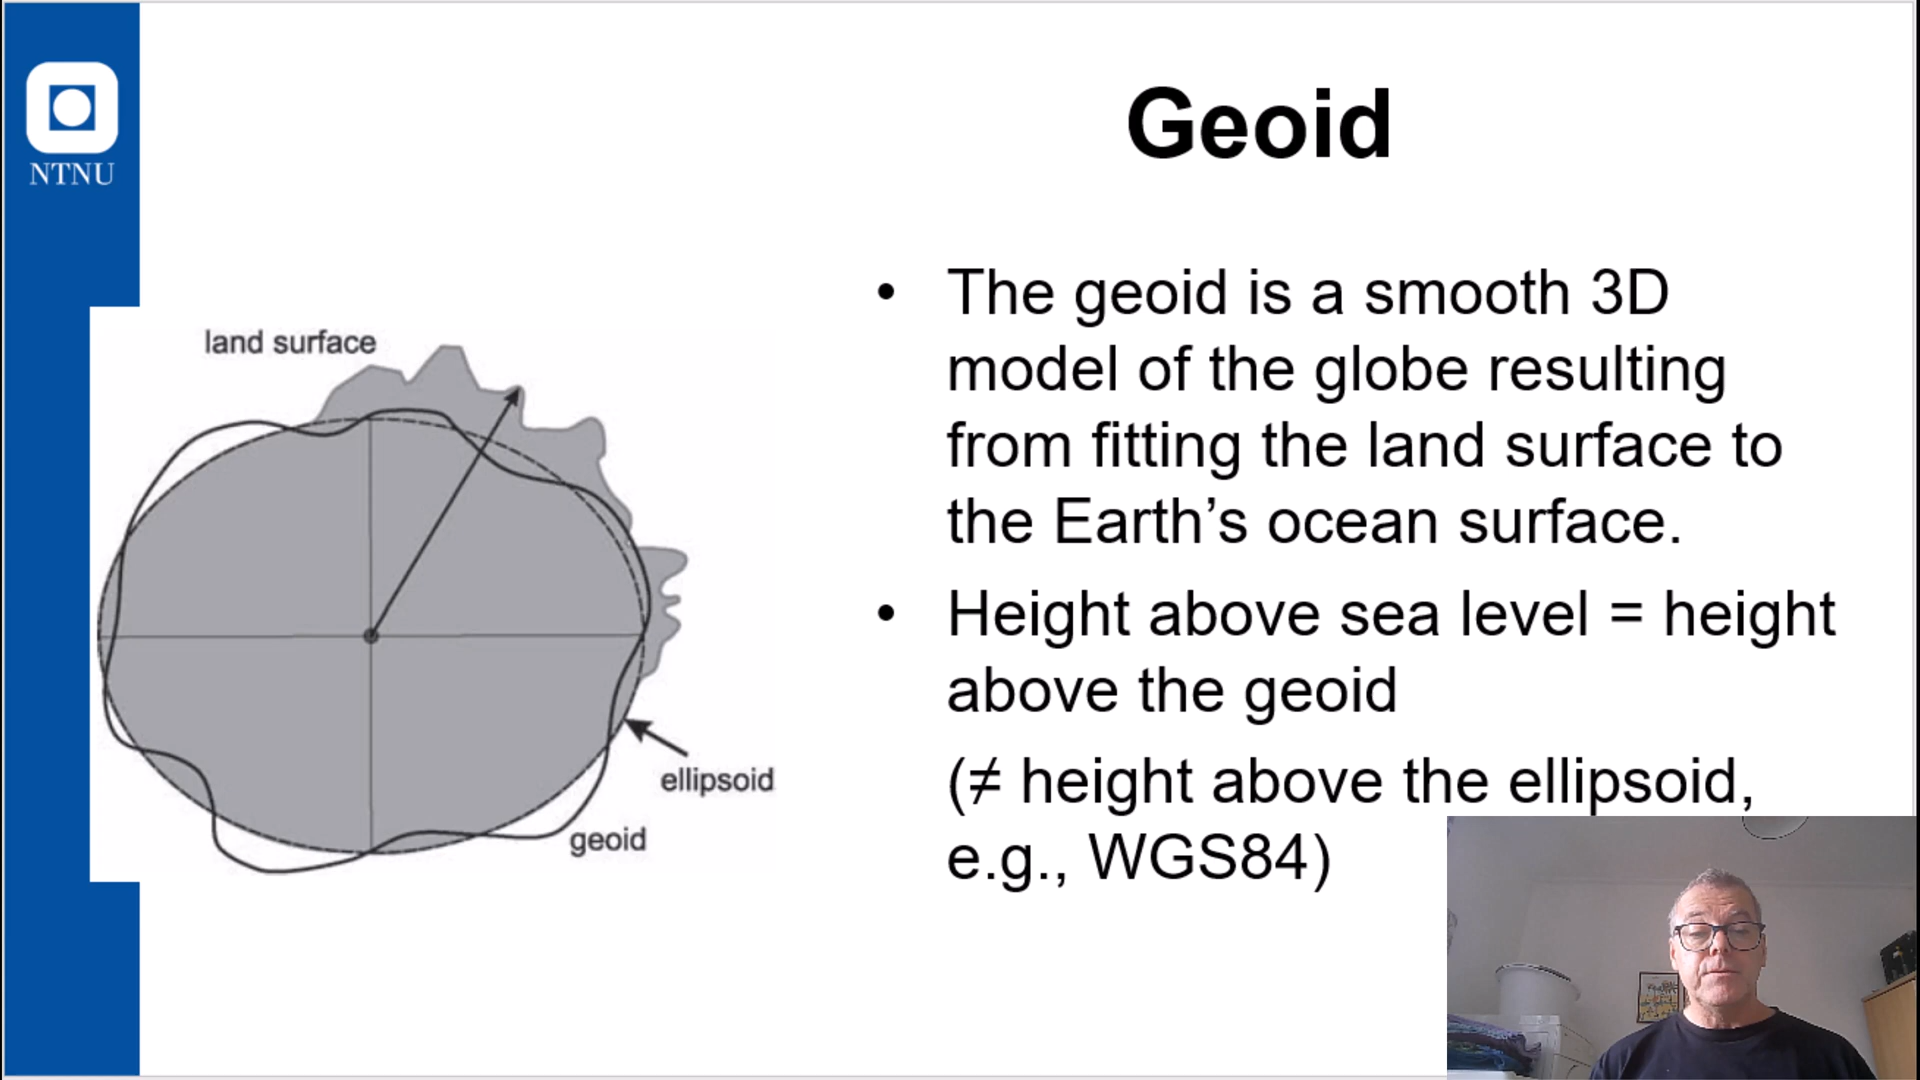 NTNU
Geoid
land surface
ellipsoid
geoid
• The geoid is a smooth 3D
model of the globe resulting
from fitting the land surface to
the Earth’s ocean surface.
• Height above sea level = height
above the geoid
(≠ height above the ellipsoid,
e.g., WGS84)